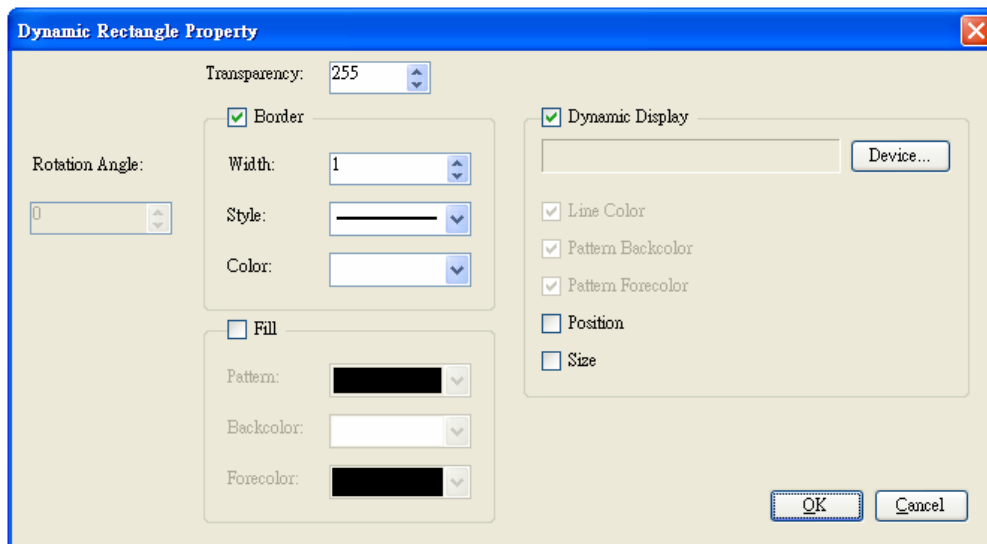 Dynamic Rectangle Property
Transparency: 255
Border
Rotation Angle:
0
Width: 1
Style:
Color:
Fill
Pattern:
Backcolor:
Forecolor:
Dynamic Display
Device...
Line Color
Pattern Backcolor
Pattern Forecolor
Position
Size
OK
Cancel